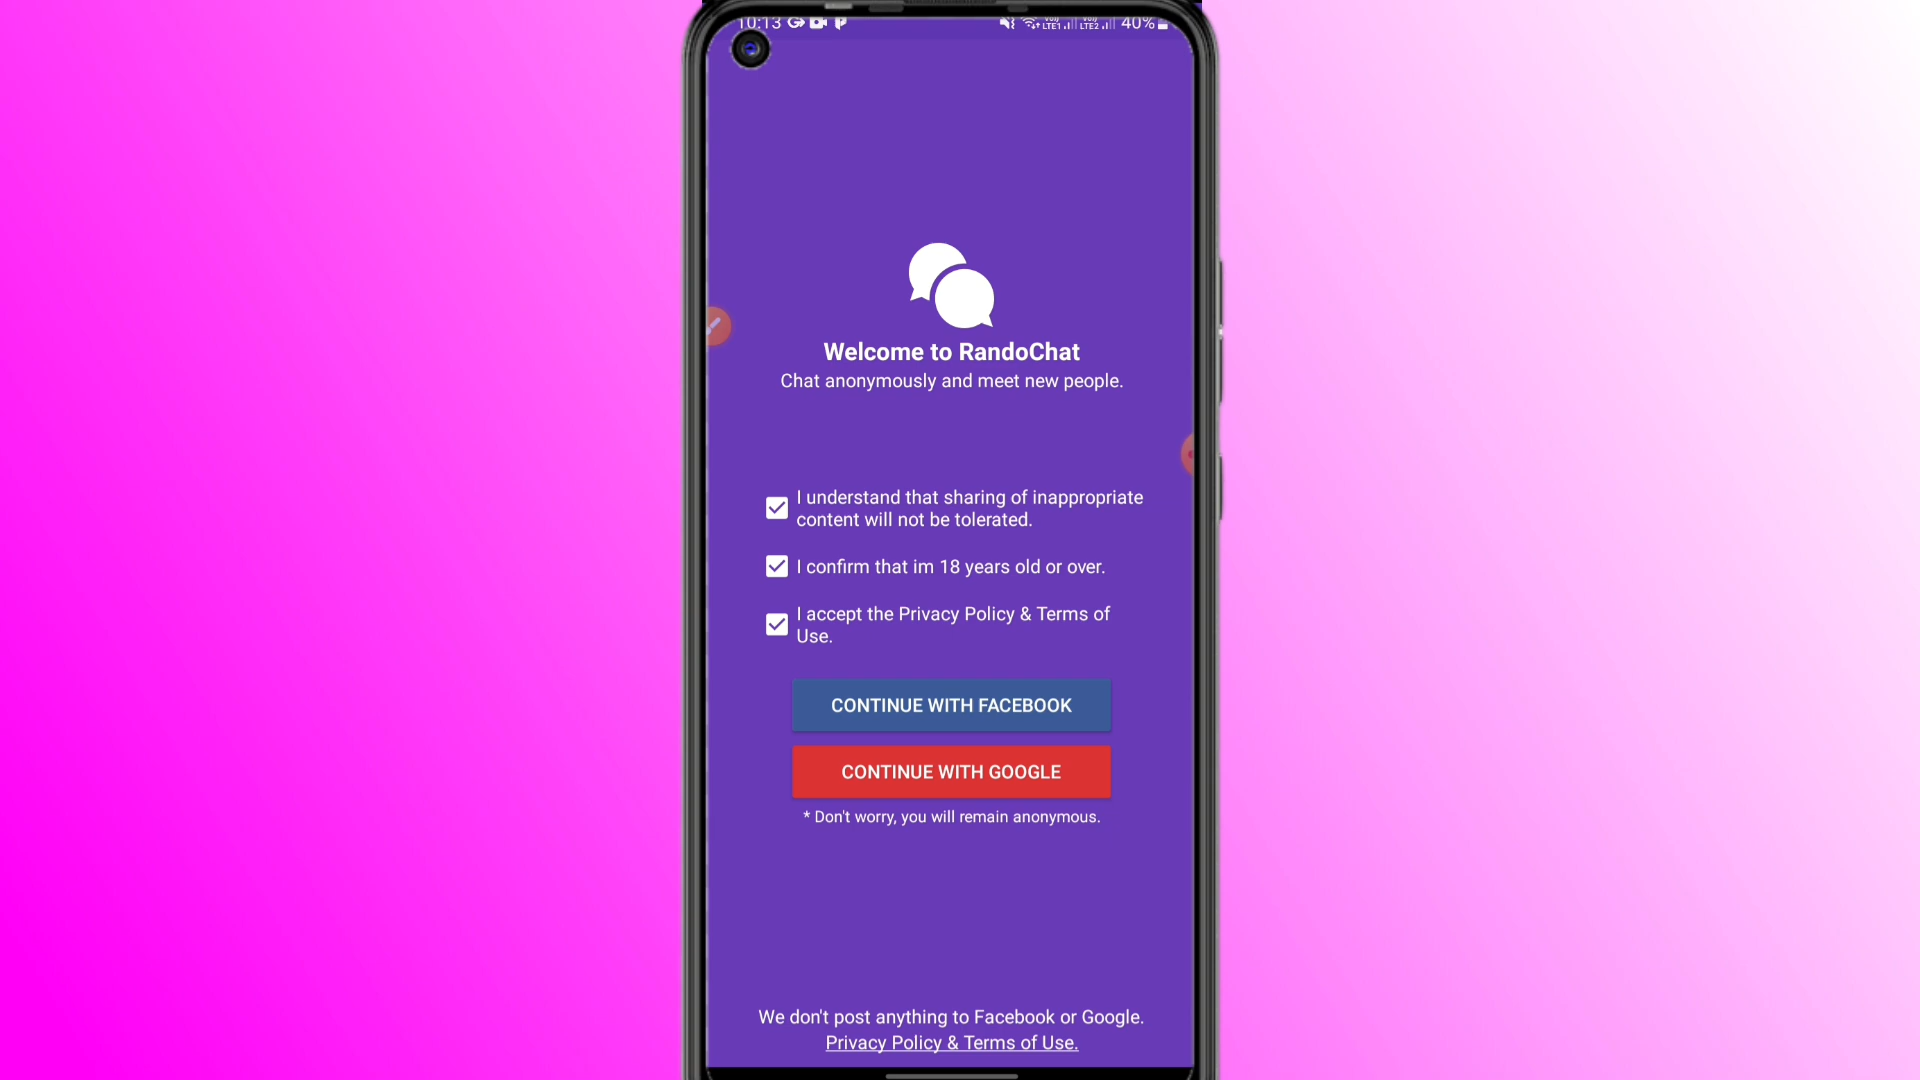 10:13 LTE1 LTE2 40%
Welcome to RandoChat
Chat anonymously and meet new people.
I understand that sharing of inappropriate
content will not be tolerated.
I confirm that im 18 years old or over.
I accept the Privacy Policy & Terms of
Use.
CONTINUE WITH FACEBOOK
CONTINUE WITH GOOGLE
* Don't worry, you will remain anonymous.
We don't post anything to Facebook or Google.
Privacy Policy & Terms of Use.